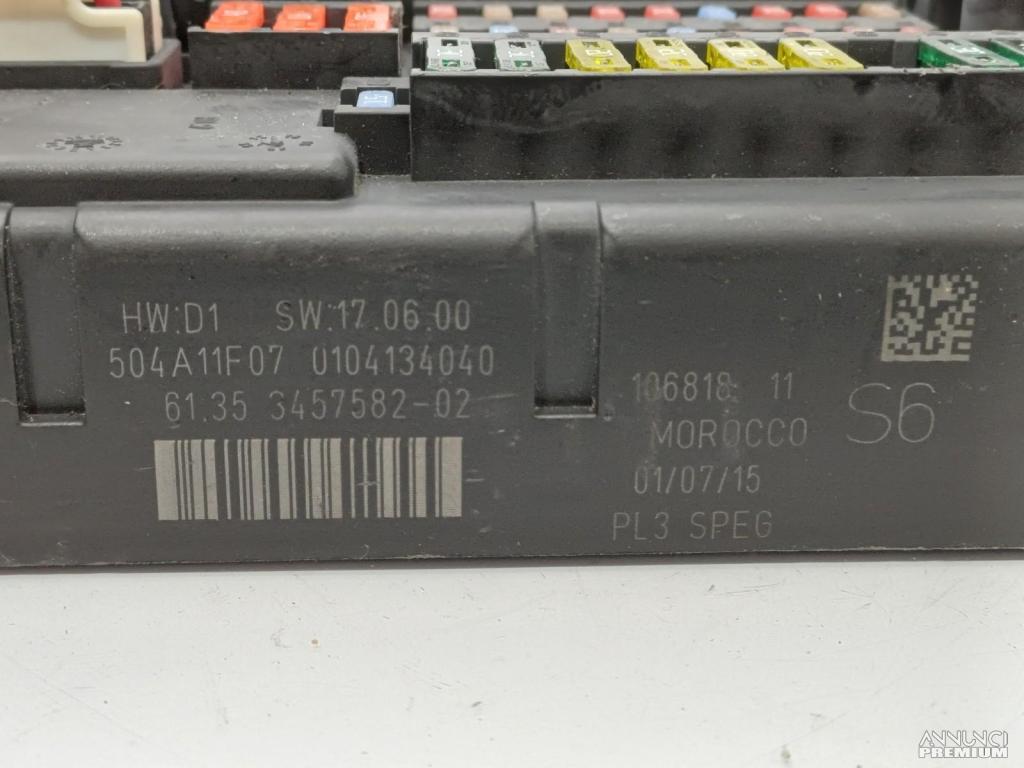 HW:D1 SW:17.06.00
504A11F07 0104134040
61.35 3457582-02
106818 11
MOROCCO
01/07/15
PL3 SPEG
S6
ANNUNCI
PREMIUM